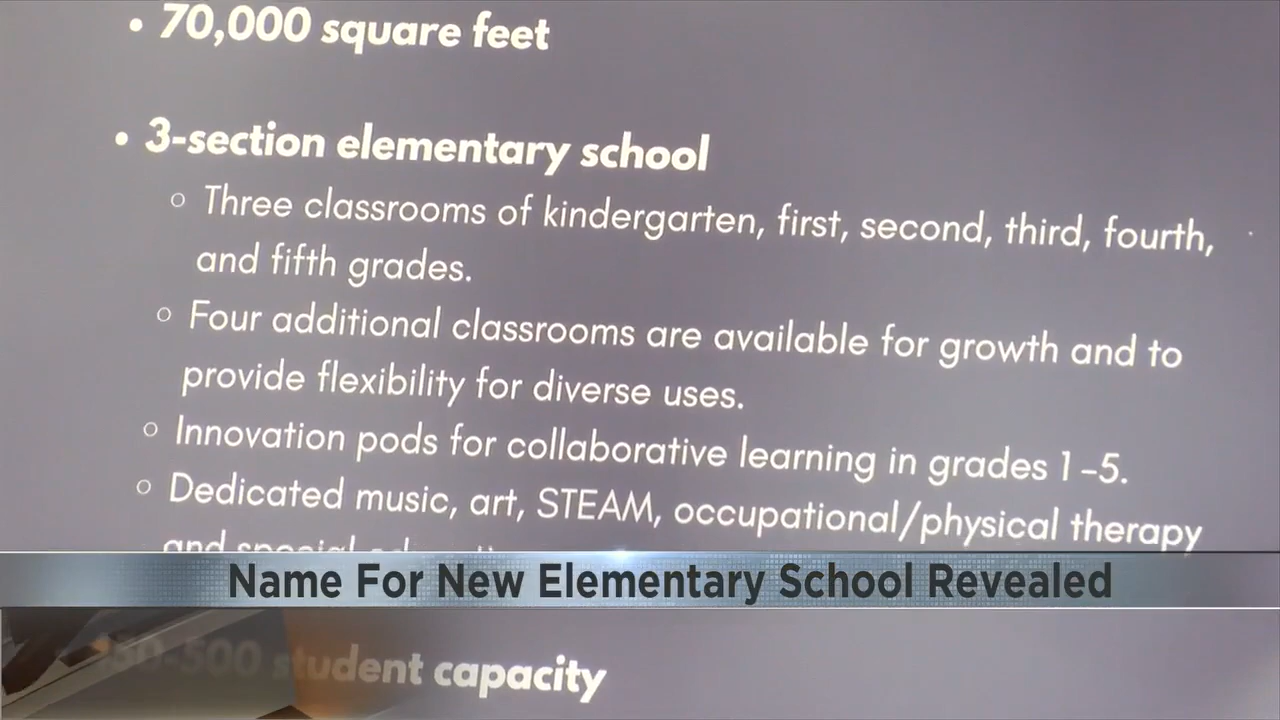 • 70,000 square feet
• 3-section elementary school
○ Three classrooms of kindergarten, first, second, third, fourth,
and fifth grades.
○ Four additional classrooms are available for growth and to
provide flexibility for diverse uses.
○ Innovation pods for collaborative learning in grades 1-5.
○ Dedicated music, art, STEAM, occupational/physical therapy
and special
Name For New Elementary School Revealed
500 student capacity